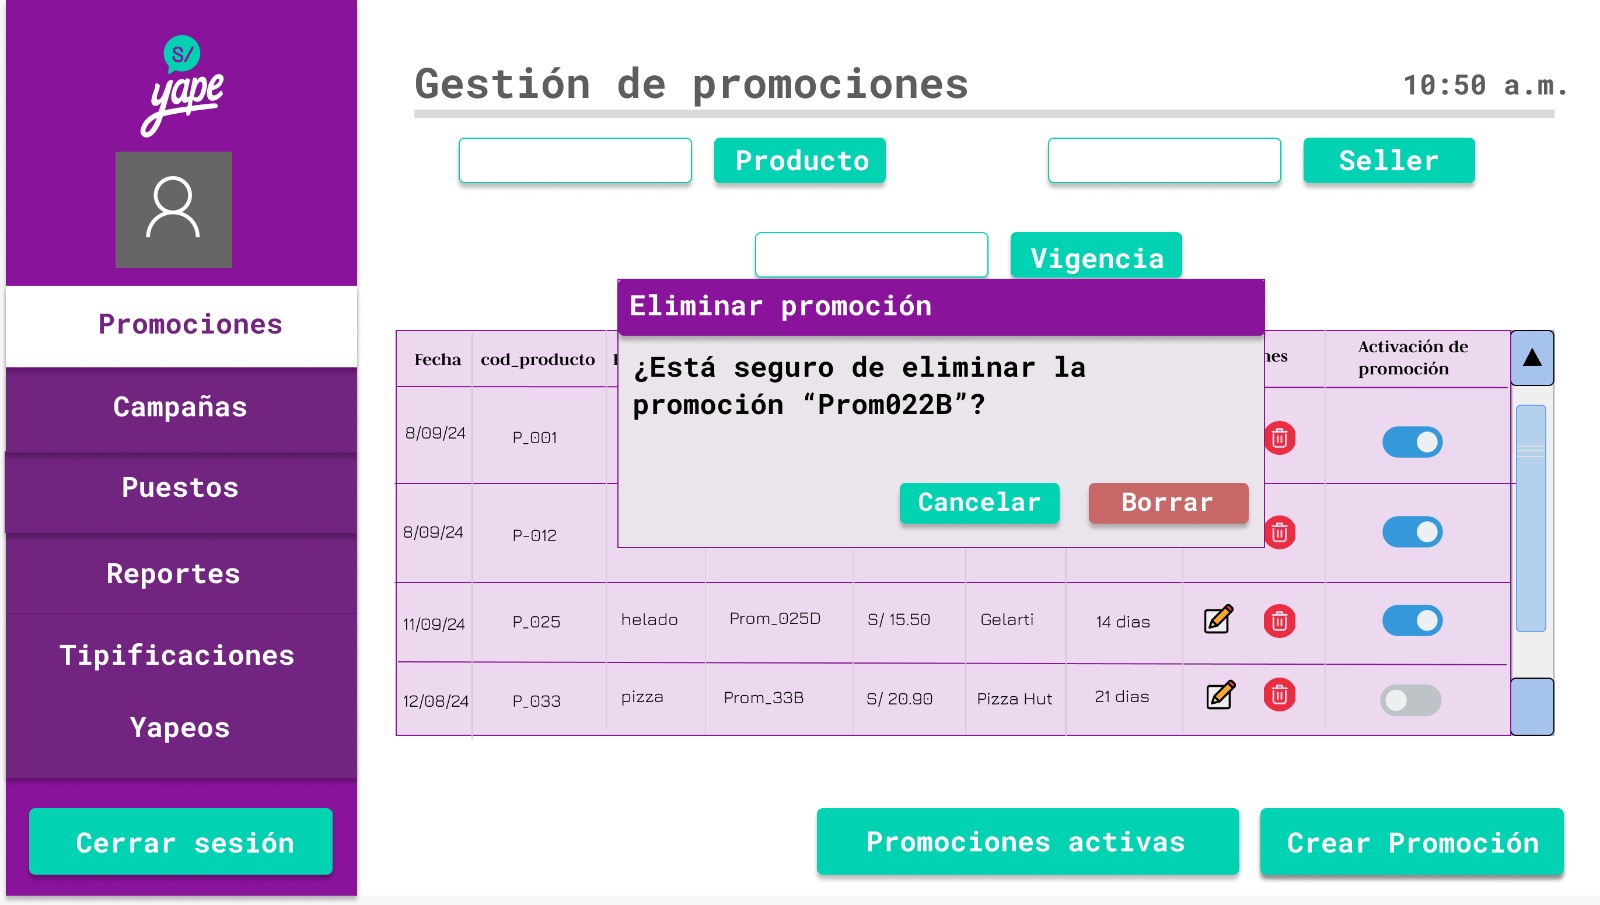 S/
yape
Gestión de promociones
10:50 a.m.
Producto
Seller
Vigencia
Promociones
Campañas
Puestos
Reportes
Tipificaciones
Yapeos
Cerrar sesión
Eliminar promoción
¿Está seguro de eliminar la
promoción “Prom022B”?
Cancelar
Borrar
Fecha cod_producto nes Activación de
promoción
8/09/24 P_001
8/09/24 P-012
11/09/24 P_025 helado Prom_025D S/ 15.50 Gelarti 14 dias
12/08/24 P_033 pizza Prom_33B S/ 20.90 Pizza Hut 21 dias
Promociones activas
Crear Promoción